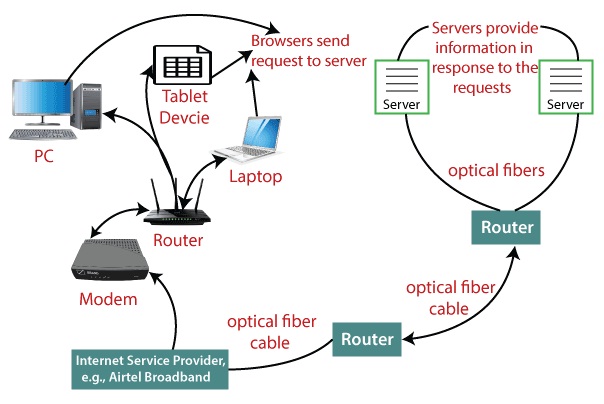 Browsers send
request to server
Servers provide
information in
response to the
requests
Server
Server
Tablet
Devcie
PC
Laptop
optical fibers
Router
Router
Modem
optical fiber
cable
optical fiber
cable
Router
Internet Service Provider,
e.g., Airtel Broadband